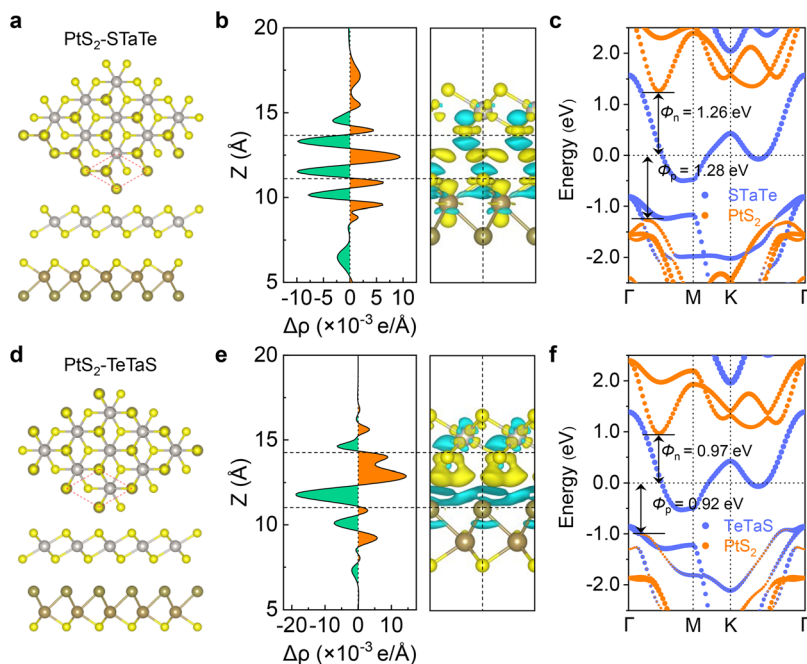 a
PtS2-STaTe
b
20
15
10
5
Z (Å)
-10 -5 0 5 10
Δρ (×10-3 e/Å)
c
2.0
1.0
0.0
-1.0
-2.0
Energy (eV)
Φn = 1.26 eV
Φp = 1.28 eV
STaTe
PtS2
Γ M K Γ
d
PtS2-TeTaS
e
20
15
10
5
Z (Å)
-20 -10 0 10
Δρ (×10-3 e/Å)
f
2.0
1.0
0.0
-1.0
-2.0
Energy (eV)
Φn = 0.97 eV
Φp = 0.92 eV
TeTaS
PtS2
Γ M K Γ